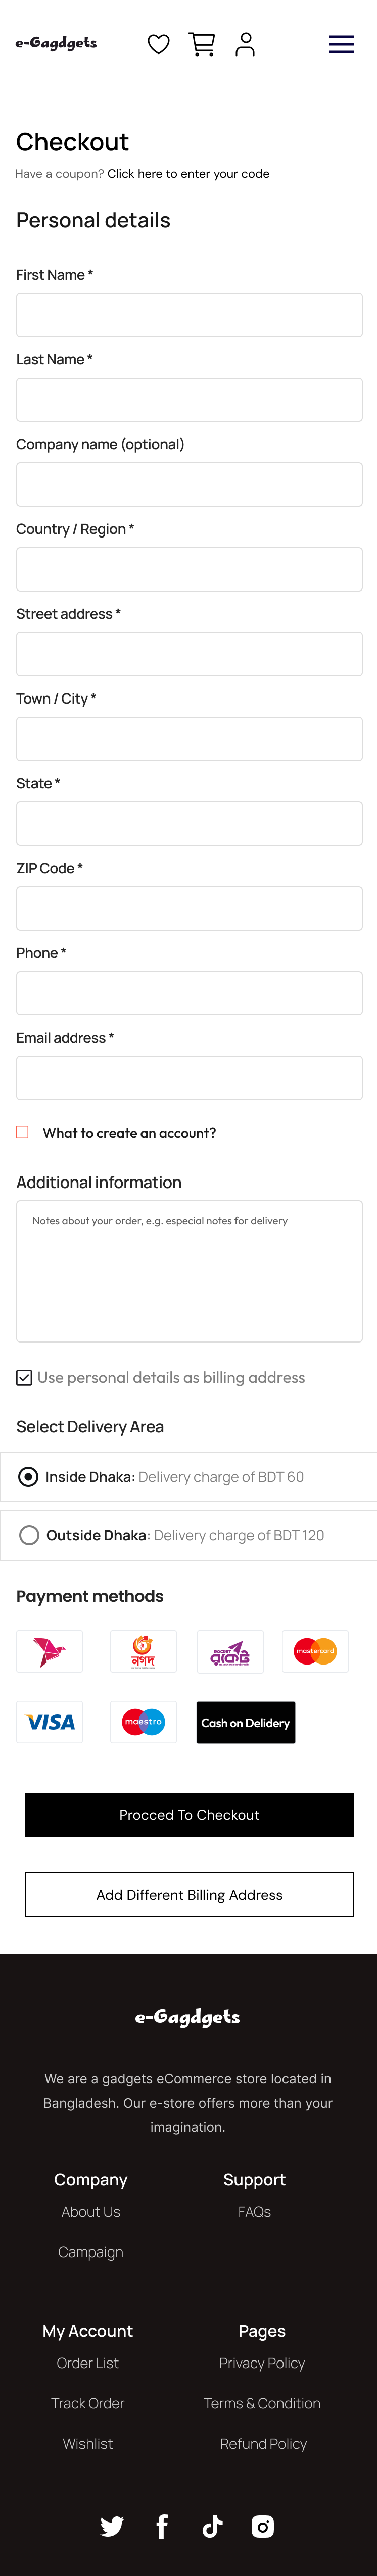 e-Gagdgets
Checkout
Have a coupon? Click here to enter your code
Personal details
First Name *
Last Name *
Company name (optional)
Country / Region *
Street address *
Town / City *
State *
ZIP Code *
Phone *
Email address *
What to create an account?
Additional information
Notes about your order, e.g. especial notes for delivery
Use personal details as billing address
Select Delivery Area
Inside Dhaka: Delivery charge of BDT 60
Outside Dhaka: Delivery charge of BDT 120
Payment methods
নগদ
ROCKET
রকেট
mastercard
VISA
maestro
Cash on Delidery
Procced To Checkout
Add Different Billing Address
e-Gagdgets
We are a gadgets eCommerce store located in
Bangladesh. Our e-store offers more than your
imagination.
Company
Support
About Us
FAQs
Campaign
My Account
Pages
Order List
Privacy Policy
Track Order
Terms & Condition
Wishlist
Refund Policy